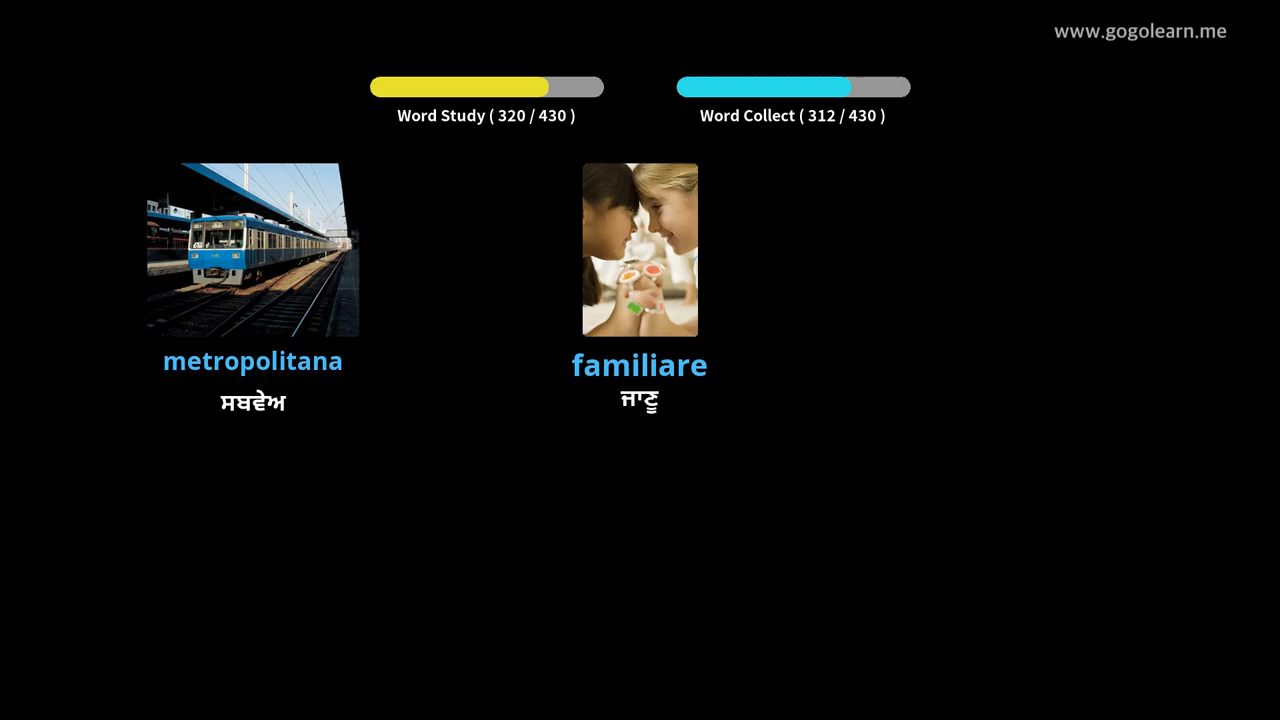 www.gogolearn.me
Word Study ( 320 / 430 )
Word Collect ( 312 / 430 )
metropolitana
ਸਬਵੇਅ
familiare
ਜਾਣੂ